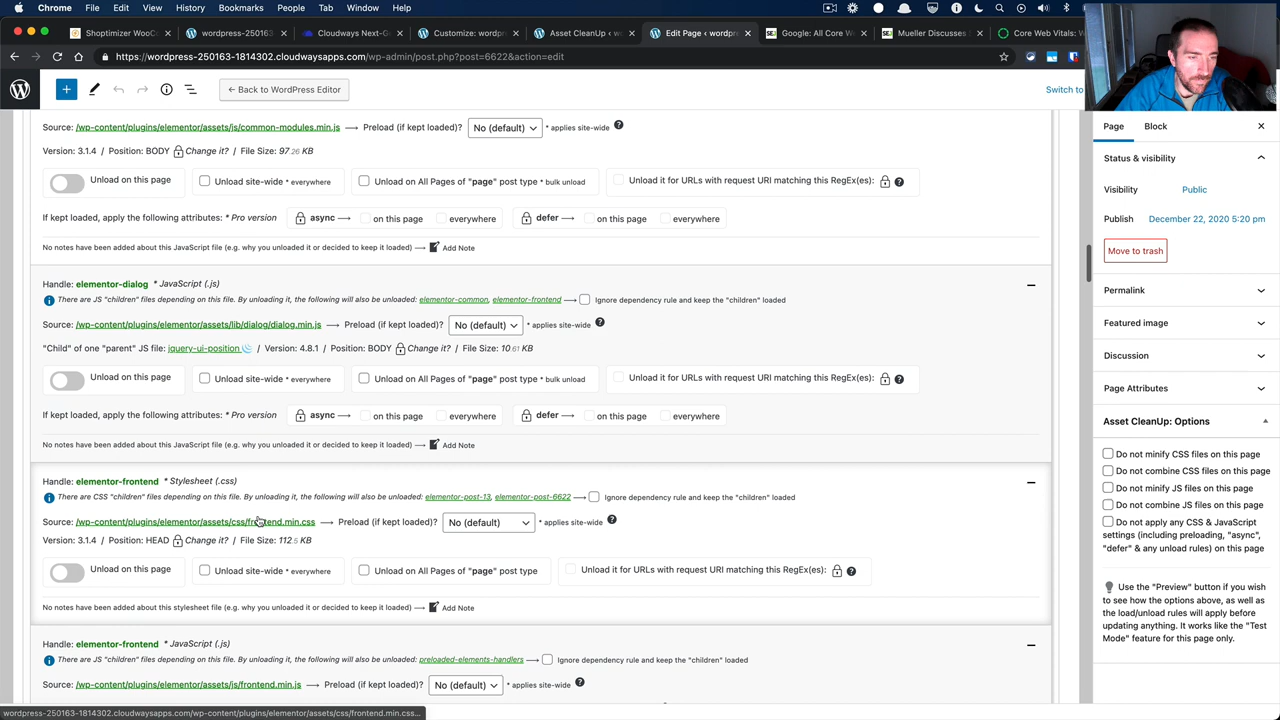 Chrome File Edit View History Bookmarks People Tab Window Help
Shoptimizer WooC
wordpress-250163
Cloudways Next-G
Customize: wordp
Asset CleanUp ‹ w
Edit Page ‹ wordpre
Google: All Core W
Mueller Discusses
Core Web Vitals:
https://wordpress-250163-1814302.cloudwaysapps.com/wp-admin/post.php?post=6622&action=edit
← Back to WordPress Editor
Switch to
Source: /wp-content/plugins/elementor/assets/js/common-modules.min.js → Preload (if kept loaded)? No (default) * applies site-wide
Version: 3.1.4 / Position: BODY Change it? / File Size: 97.26 KB
Unload on this page
Unload site-wide * everywhere
Unload on All Pages of "page" post type * bulk unload
Unload it for URLs with request URI matching this RegEx(es):
If kept loaded, apply the following attributes: * Pro version async → on this page everywhere defer → on this page everywhere
No notes have been added about this JavaScript file (e.g. why you unloaded it or decided to keep it loaded) → Add Note
Handle: elementor-dialog * JavaScript (.js)
There are JS "children" files depending on this file. By unloading it, the following will also be unloaded: elementor-common, elementor-frontend → Ignore dependency rule and keep the "children" loaded
Source: /wp-content/plugins/elementor/assets/lib/dialog/dialog.min.js → Preload (if kept loaded)? No (default) * applies site-wide
"Child" of one "parent" JS file: jquery-ui-position / Version: 4.8.1 / Position: BODY Change it? / File Size: 10.61 KB
Unload on this page
Unload site-wide * everywhere
Unload on All Pages of "page" post type * bulk unload
Unload it for URLs with request URI matching this RegEx(es):
If kept loaded, apply the following attributes: * Pro version async → on this page everywhere defer → on this page everywhere
No notes have been added about this JavaScript file (e.g. why you unloaded it or decided to keep it loaded) → Add Note
Handle: elementor-frontend * Stylesheet (.css)
There are CSS "children" files depending on this file. By unloading it, the following will also be unloaded: elementor-post-13, elementor-post-6622 → Ignore dependency rule and keep the "children" loaded
Source: /wp-content/plugins/elementor/assets/css/frontend.min.css → Preload (if kept loaded)? No (default) * applies site-wide
Version: 3.1.4 / Position: HEAD Change it? / File Size: 112.5 KB
Unload on this page
Unload site-wide * everywhere
Unload on All Pages of "page" post type
Unload it for URLs with request URI matching this RegEx(es):
No notes have been added about this stylesheet file (e.g. why you unloaded it or decided to keep it loaded) → Add Note
Handle: elementor-frontend * JavaScript (.js)
There are JS "children" files depending on this file. By unloading it, the following will also be unloaded: preloaded-elements-handlers → Ignore dependency rule and keep the "children" loaded
Source: /wp-content/plugins/elementor/assets/js/frontend.min.js → Preload (if kept loaded)? No (default) * applies site-wide
wordpress-250163-1814302.cloudwaysapps.com/wp-content/plugins/elementor/assets/css/frontend.min.css...
Page Block
Status & visibility
Visibility Public
Publish December 22, 2020 5:20 pm
Move to trash
Permalink
Featured image
Discussion
Page Attributes
Asset CleanUp: Options
Do not minify CSS files on this page
Do not combine CSS files on this page
Do not minify JS files on this page
Do not combine JS files on this page
Do not apply any CSS & JavaScript
settings (including preloading, "async",
"defer" & any unload rules) on this page
Use the "Preview" button if you wish
to see how the options above, as well as
the load/unload rules will apply before
updating anything. It works like the "Test
Mode" feature for this page only.